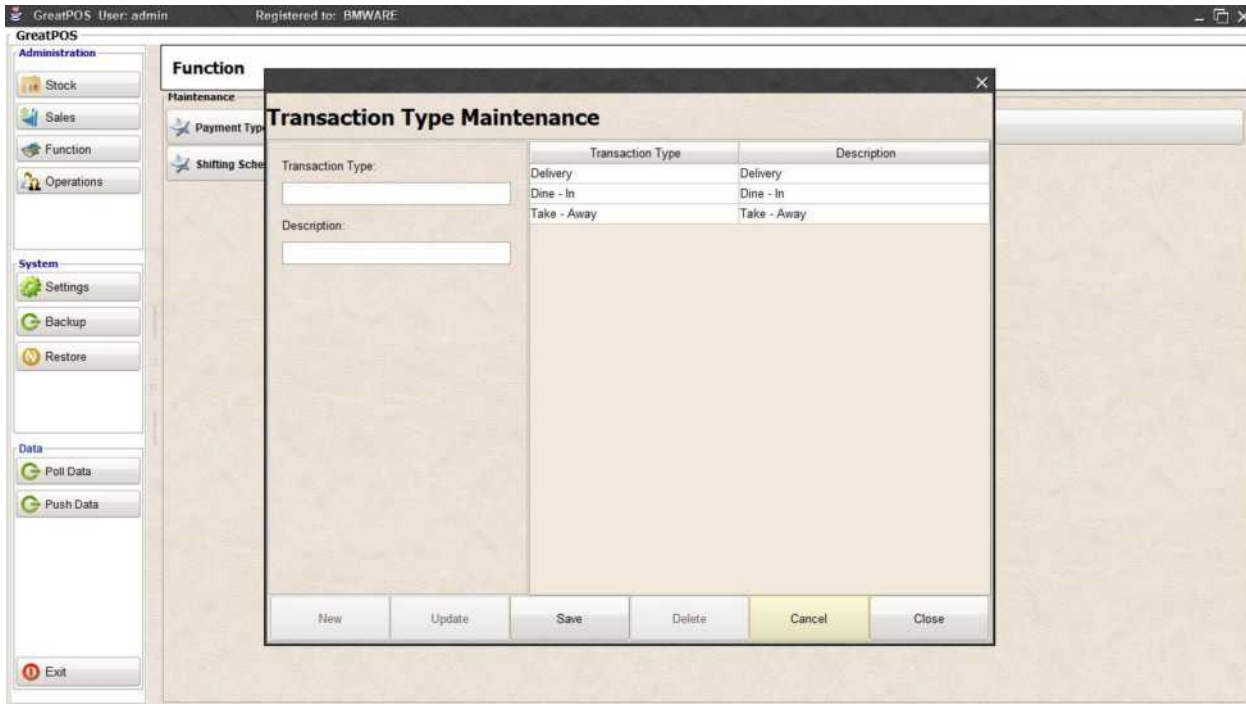 GreatPOS User: admin Registered to: BMWARE
GreatPOS
Administration
Stock
Sales
Function
Operations
System
Settings
Backup
Restore
Data
Poll Data
Push Data
Exit
Function
Maintenance
Payment Typ
Shifting Sche
Transaction Type Maintenance
Transaction Type:
Description:
Transaction Type Description
Delivery Delivery
Dine - In Dine - In
Take - Away Take - Away
New Update Save Delete Cancel Close